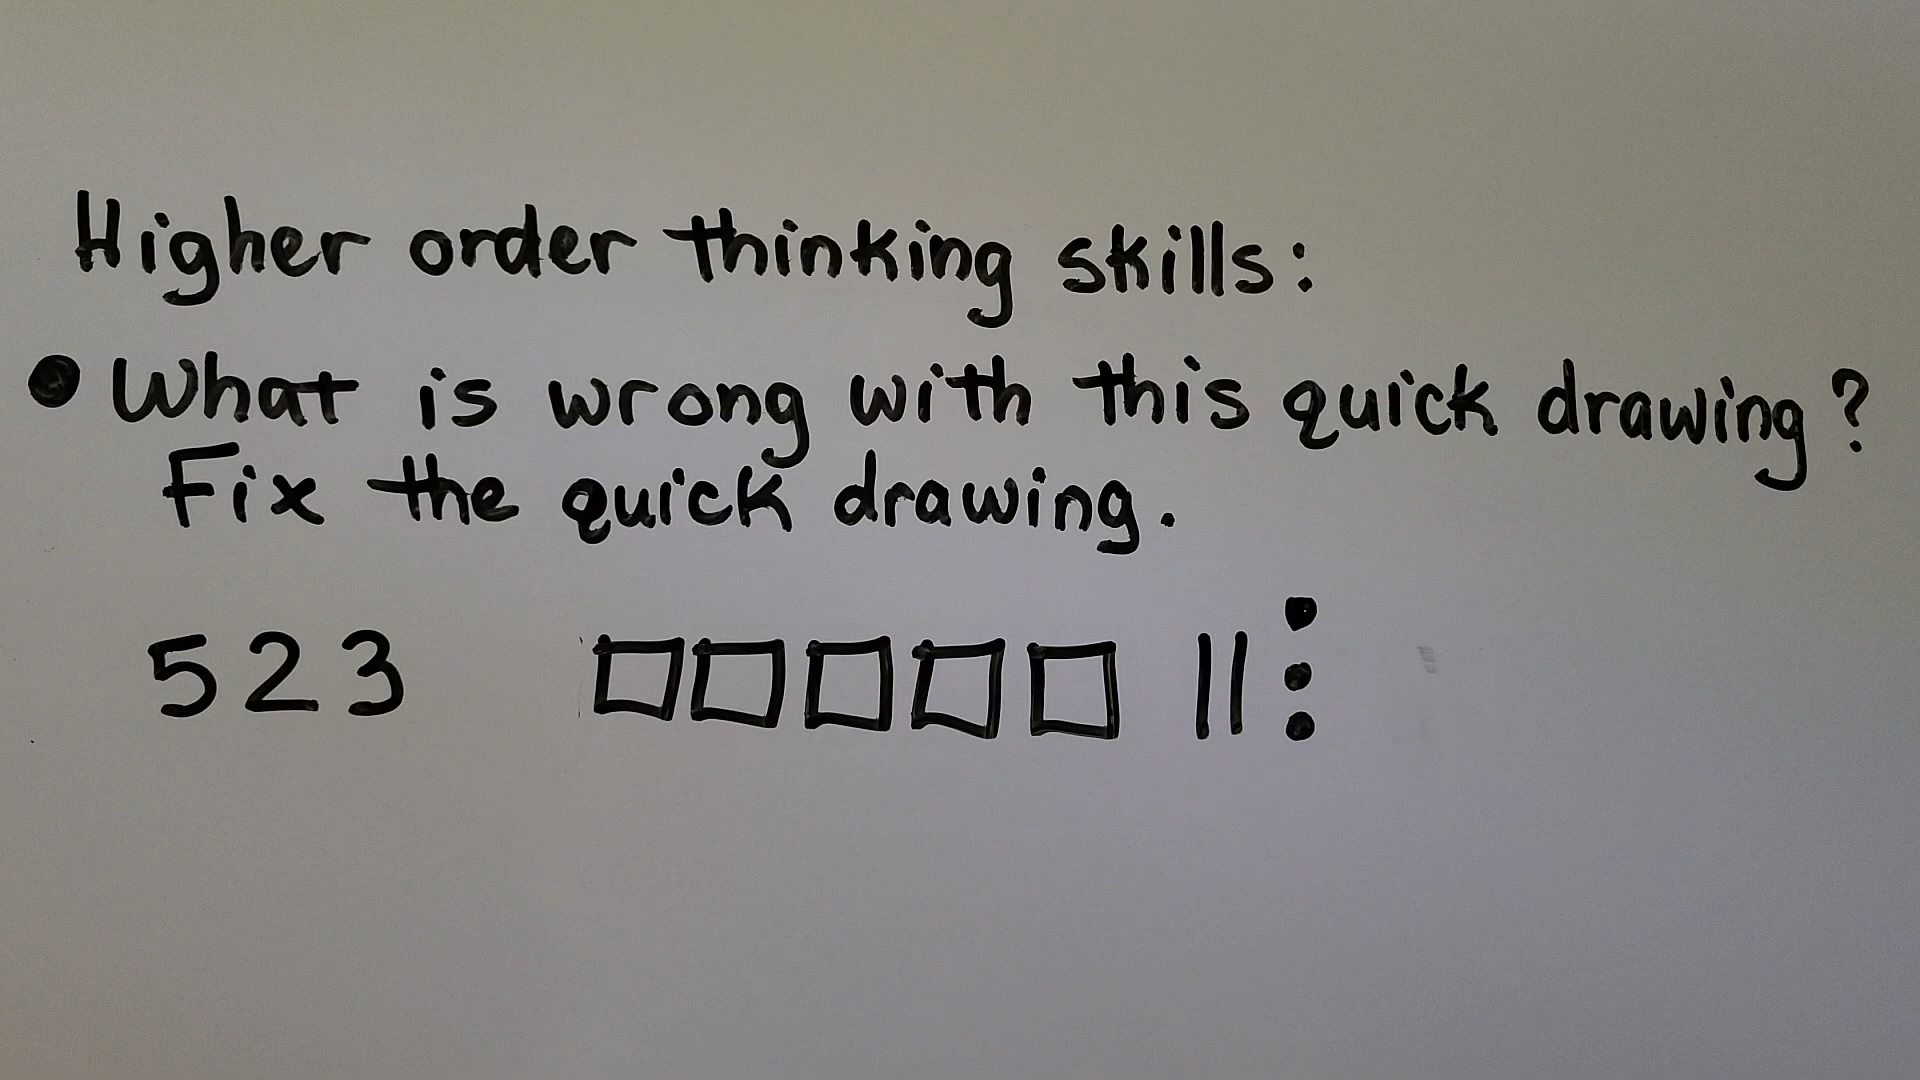 Higher order thinking skills:
What is wrong with this quick drawing?
Fix the quick drawing.
523